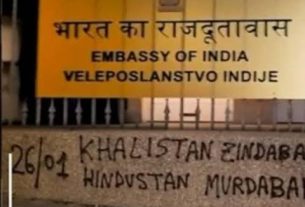 भारत का राजदूतावास
EMBASSY OF INDIA
VELEPOSLANSTVO INDIJE
26/01 KHALISTAN ZINDABA
HINDUSTAN MURDABA